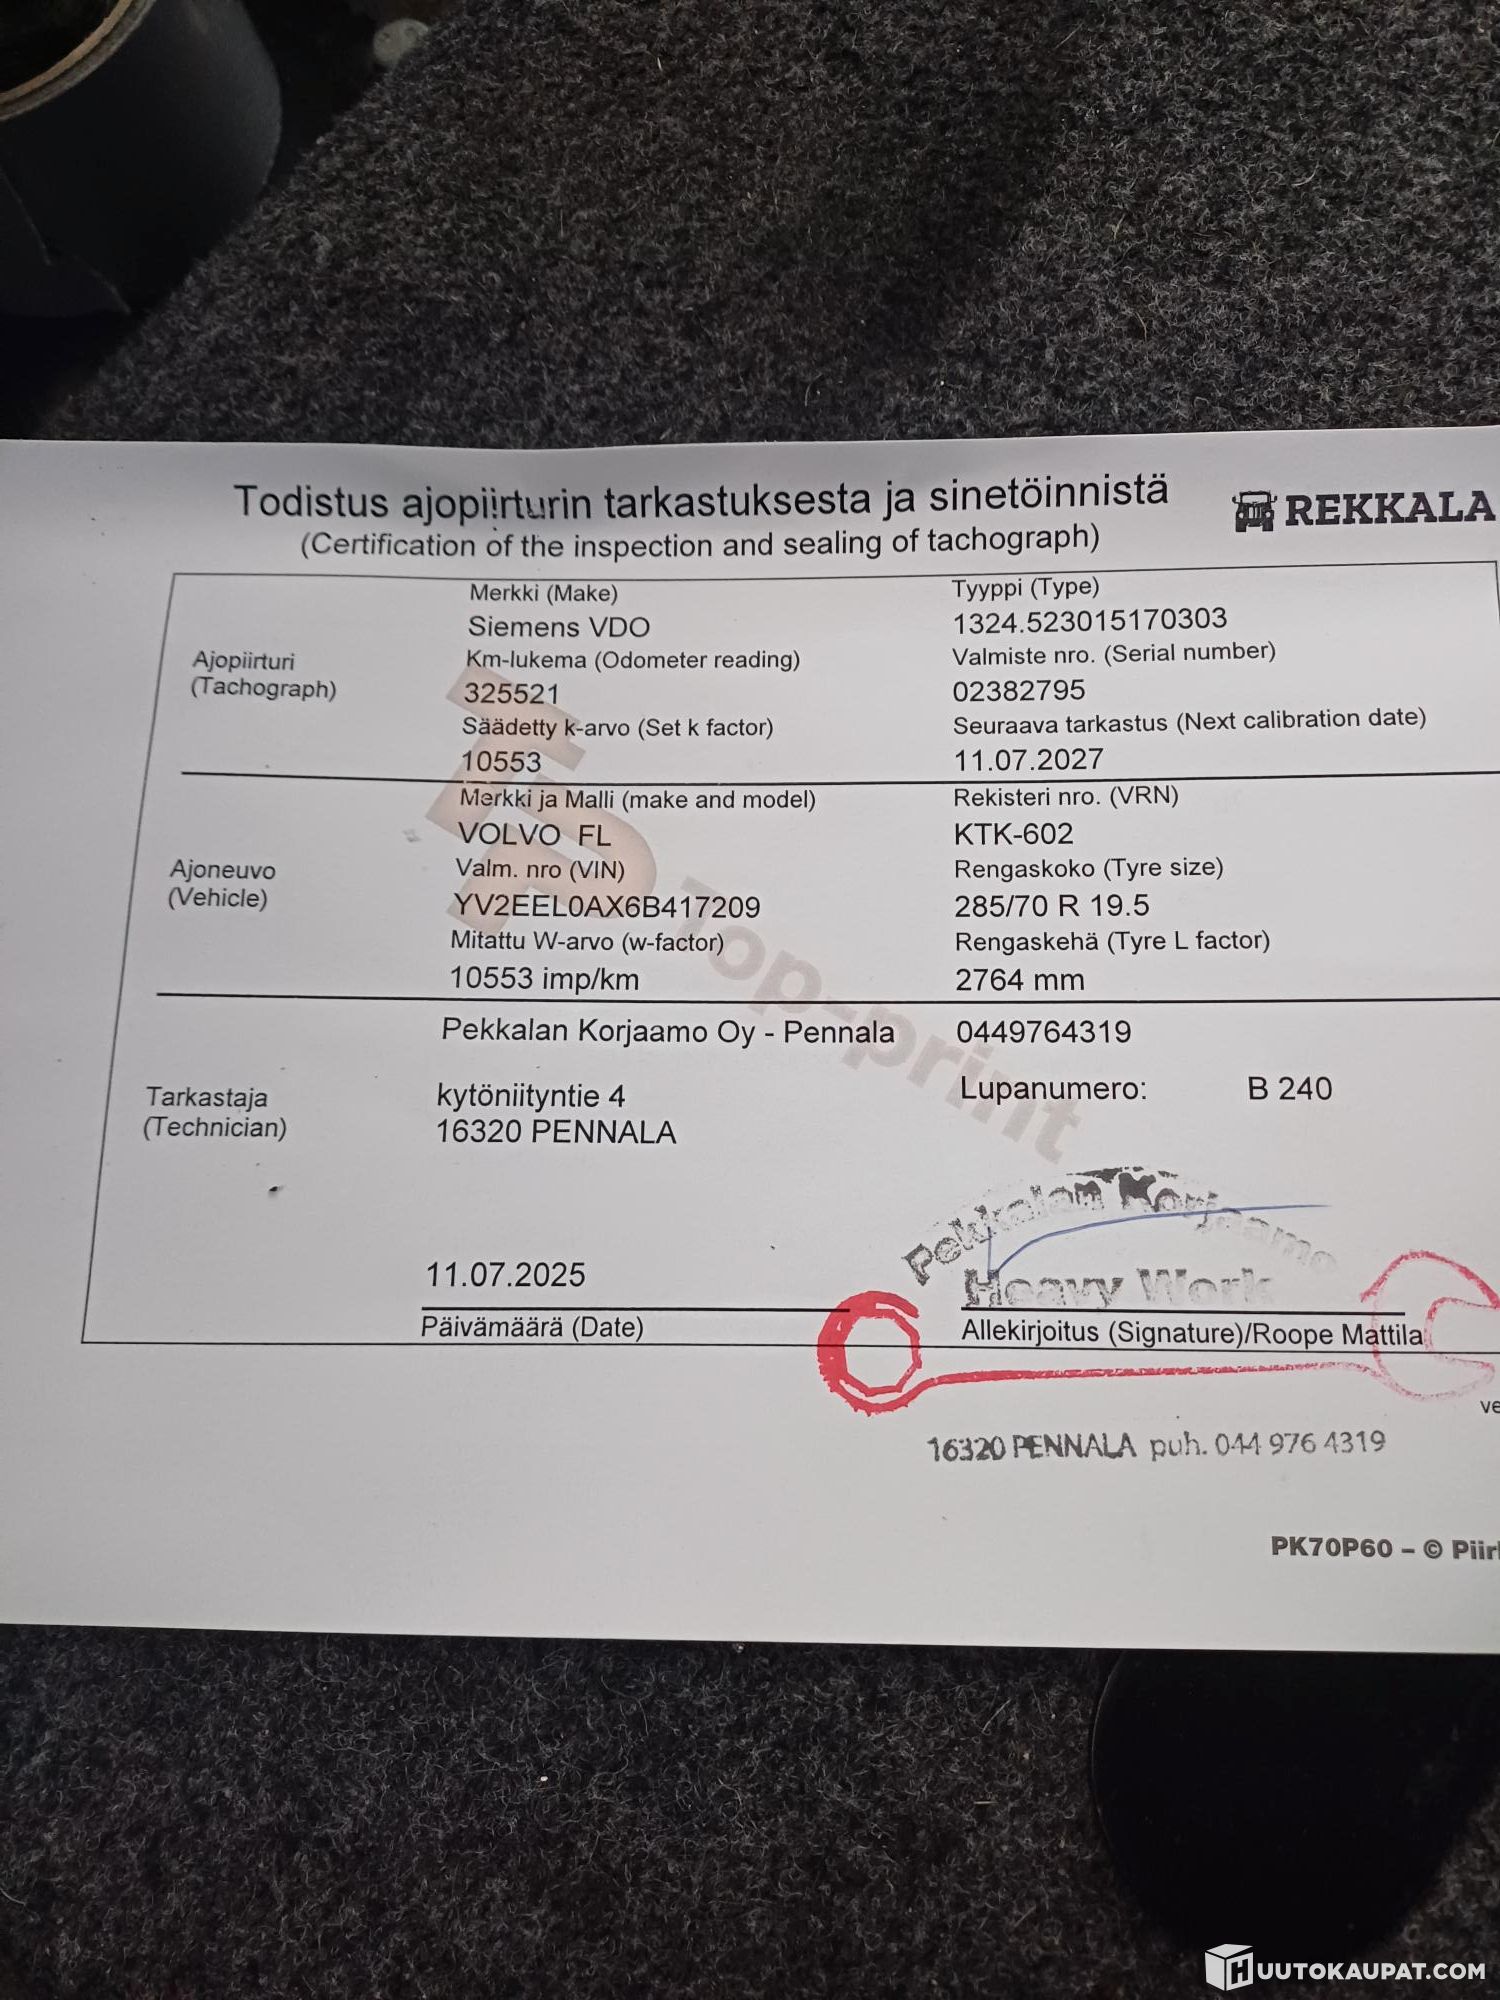 Todistus ajopiirturin tarkastuksesta ja sinetöinnistä
(Certification of the inspection and sealing of tachograph)
REKKALA
Ajopiirturi
(Tachograph)
Merkki (Make)
Siemens VDO
Km-lukema (Odometer reading)
325521
Säädetty k-arvo (Set k factor)
10553
Tyyppi (Type)
1324.523015170303
Valmiste nro. (Serial number)
02382795
Seuraava tarkastus (Next calibration date)
11.07.2027
Ajoneuvo
(Vehicle)
Merkki ja Malli (make and model)
VOLVO FL
Valm. nro (VIN)
YV2EEL0AX6B417209
Mitattu W-arvo (w-factor)
10553 imp/km
Rekisteri nro. (VRN)
KTK-602
Rengaskoko (Tyre size)
285/70 R 19.5
Rengaskehä (Tyre L factor)
2764 mm
Top-print
Tarkastaja
(Technician)
Pekkalan Korjaamo Oy - Pennala
0449764319
kytöniityntie 4
16320 PENNALA
Lupanumero: B 240
Pekkalan Korjaamo
Heavy Work
11.07.2025
Päivämäärä (Date)
Allekirjoitus (Signature)/Roope Mattila
16320 PENNALA puh. 044 976 4319
PK70P60 – ©
HUUTOKAUPAT.COM